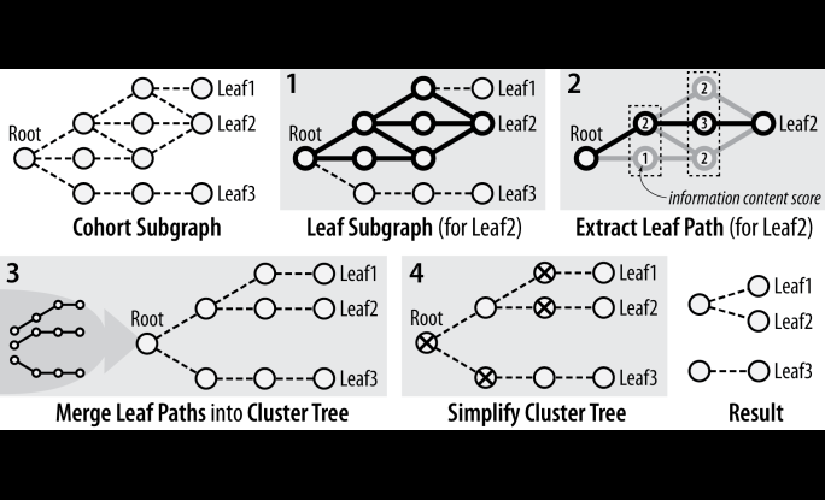 Leaf1
Root
Leaf2
Leaf3
Cohort Subgraph
1
Leaf1
Root
Leaf2
Leaf3
Leaf Subgraph (for Leaf2)
2
2
Root
2
3
Leaf2
1
2
information content score
Extract Leaf Path (for Leaf2)
3
Leaf1
Root
Leaf2
Leaf3
Merge Leaf Paths into Cluster Tree
4
Leaf1
Root
Leaf2
Leaf3
Simplify Cluster Tree
Leaf1
Leaf2
Leaf3
Result